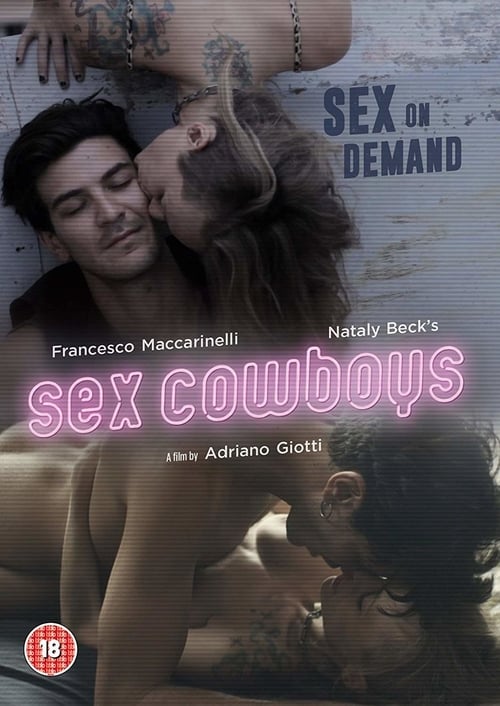 SEX ON
DEMAND
Francesco Maccarinelli
Nataly Beck's
sex cowboys
A film by Adriano Giotti
18